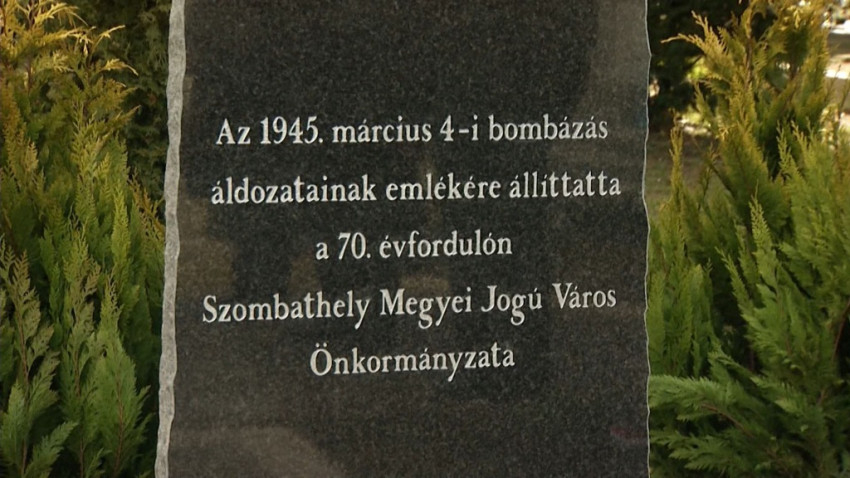 Az 1945. március 4-i bombázás
áldozatainak emlékére állíttatta
a 70. évfordulón
Szombathely Megyei Jogú Város
Önkormányzata